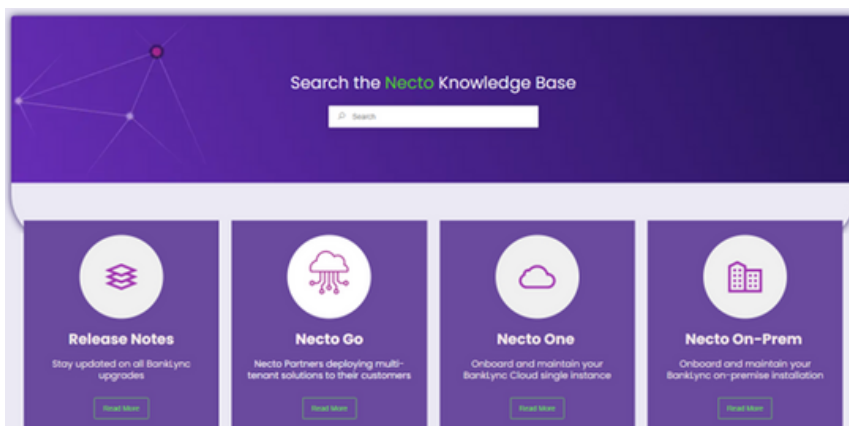 Search the Necto Knowledge Base
Search
Release Notes
Stay updated on all BankLync
upgrades
Read More
Necto Go
Necto Partners deploying multi-
tenant solutions to their customers
Read More
Necto One
Onboard and maintain your
BankLync Cloud single instance
Read More
Necto On-Prem
Onboard and maintain your
BankLync on-premise installation
Read More